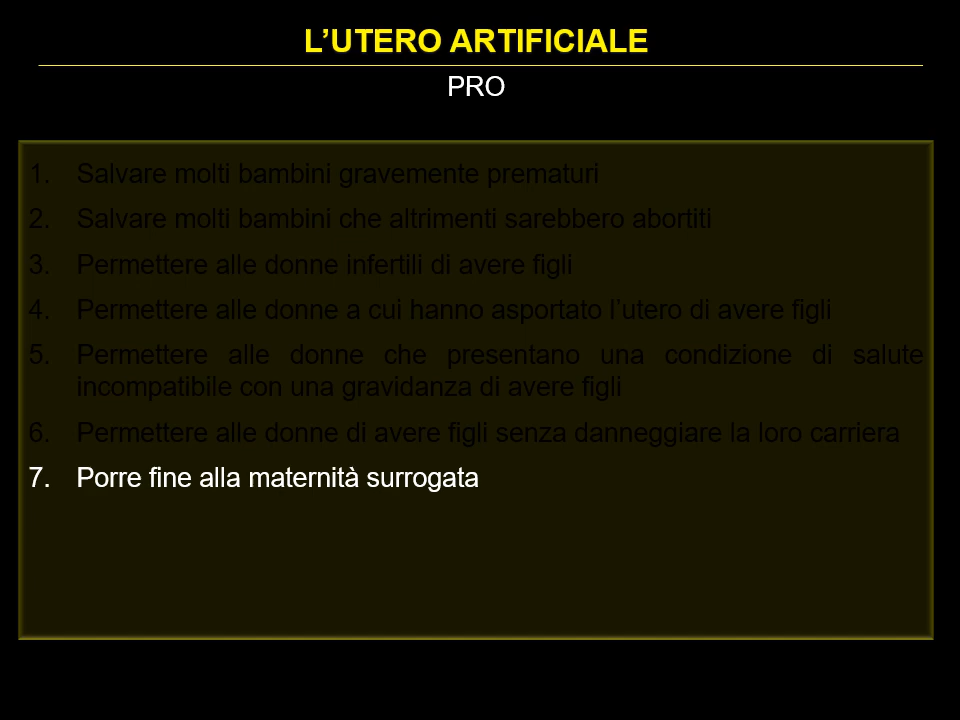 L’UTERO ARTIFICIALE
PRO
1. Salvare molti bambini gravemente prematuri
2. Salvare molti bambini che altrimenti sarebbero abortiti
3. Permettere alle donne infertili di avere figli
4. Permettere alle donne a cui hanno asportato l’utero di avere figli
5. Permettere alle donne che presentano una condizione di salute
incompatibile con una gravidanza di avere figli
6. Permettere alle donne di avere figli senza danneggiare la loro carriera
7. Porre fine alla maternità surrogata